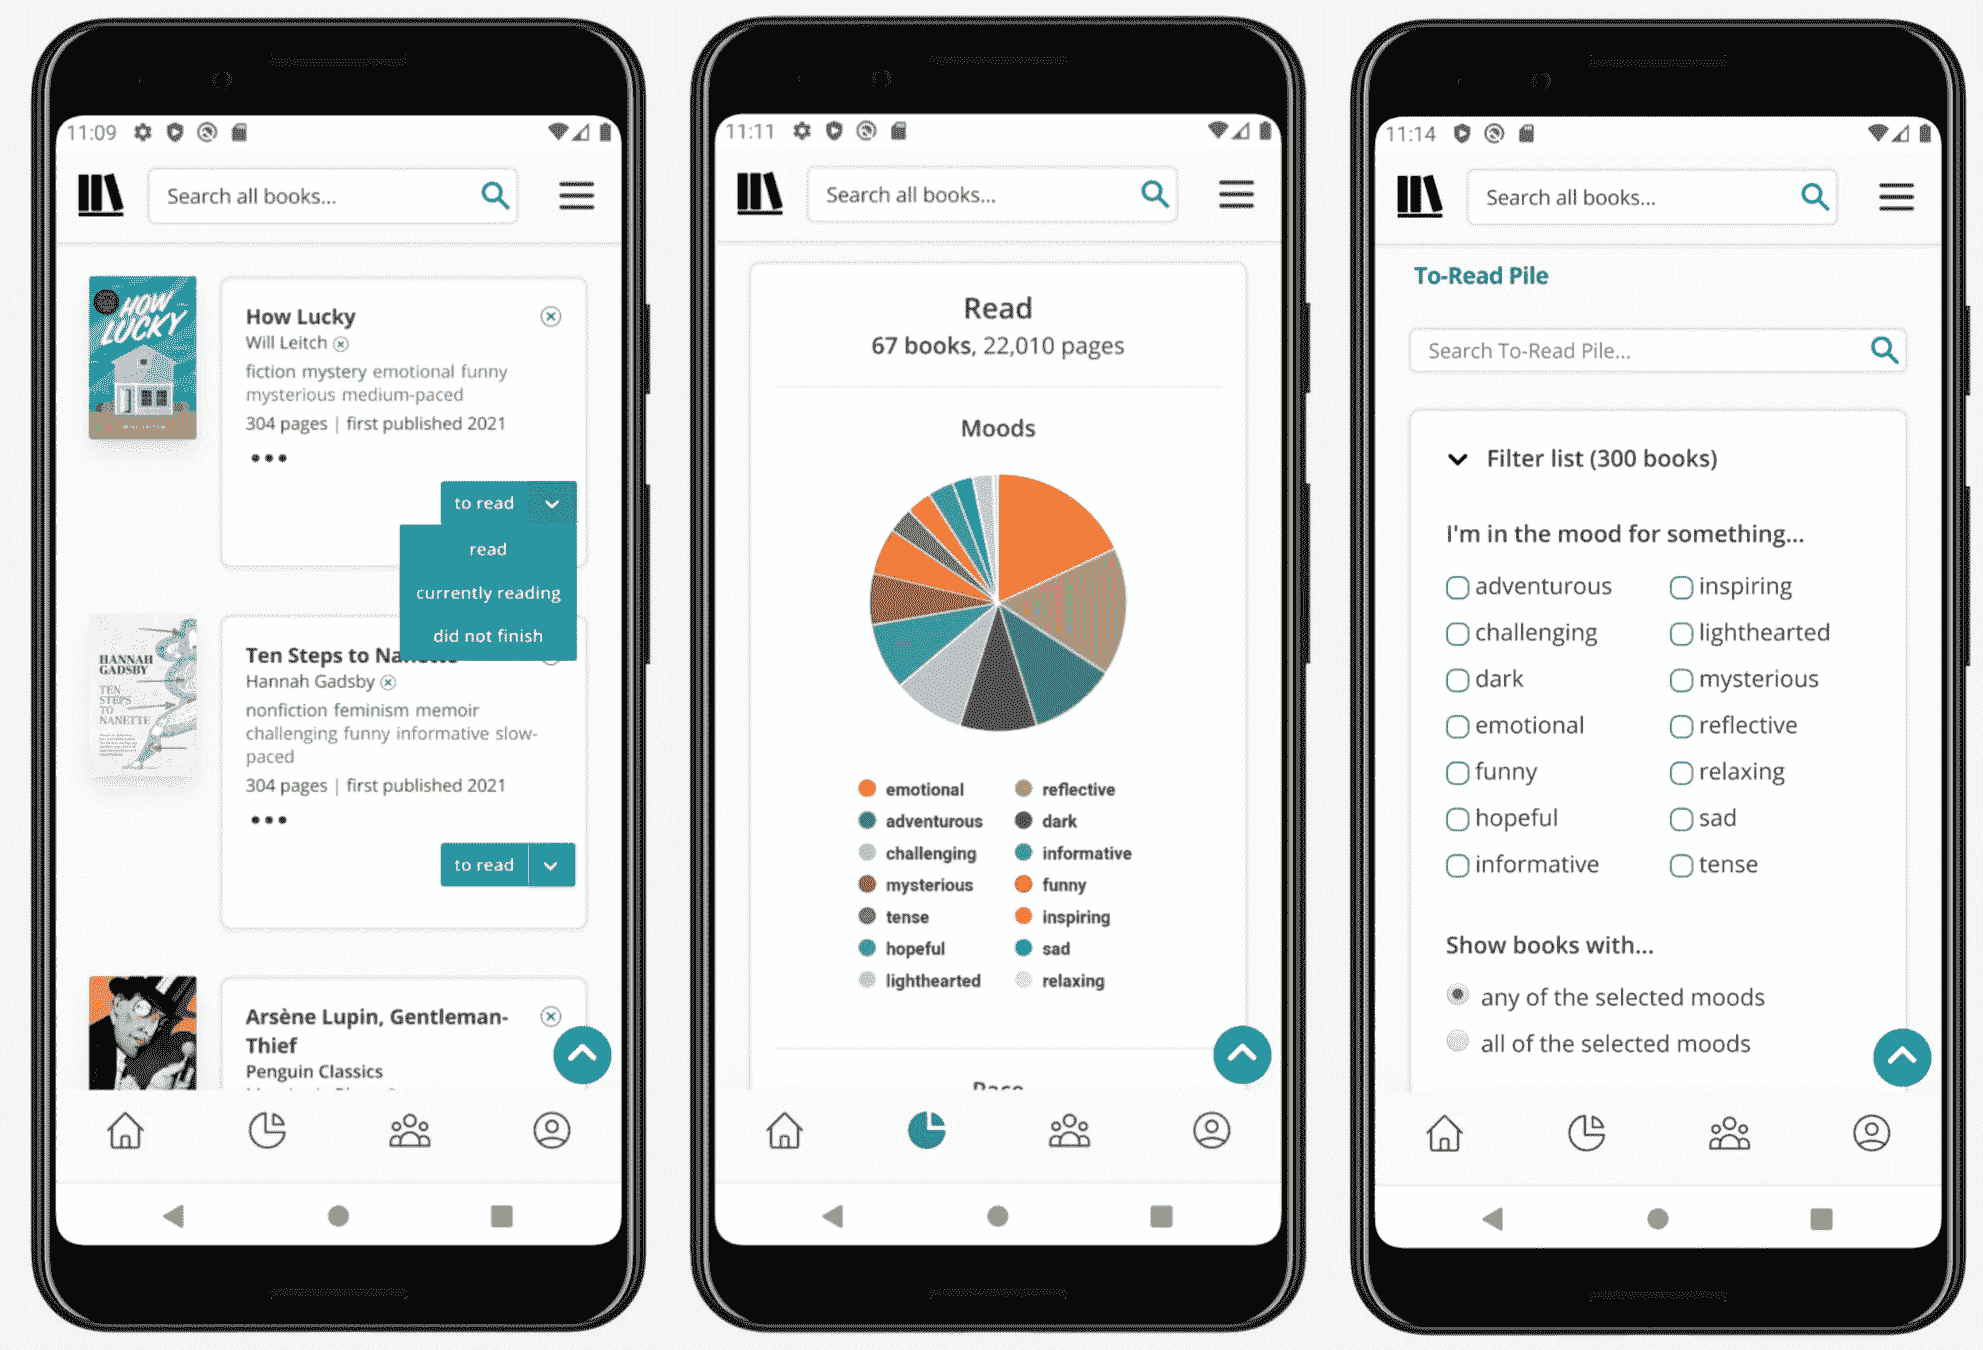 11:09
Search all books...
HOW
LUCKY
WILL LEITCH
How Lucky
Will Leitch
fiction mystery emotional funny
mysterious medium-paced
304 pages | first published 2021
to read
read
currently reading
did not finish
HANNAH
GADSBY
TEN
STEPS
TO
NANETTE
Ten Steps to
Hannah Gadsby
nonfiction feminism memoir
challenging funny informative slow-
paced
304 pages | first published 2021
to read
Arsène Lupin, Gentleman-
Thief
Penguin Classics
11:11
Search all books...
Read
67 books, 22,010 pages
Moods
emotional
reflective
adventurous
dark
challenging
informative
mysterious
funny
tense
inspiring
hopeful
sad
lighthearted
relaxing
Pace
11:14
Search all books...
To-Read Pile
Search To-Read Pile...
Filter list (300 books)
I'm in the mood for something...
adventurous
inspiring
challenging
lighthearted
dark
mysterious
emotional
reflective
funny
relaxing
hopeful
sad
informative
tense
Show books with...
any of the selected moods
all of the selected moods